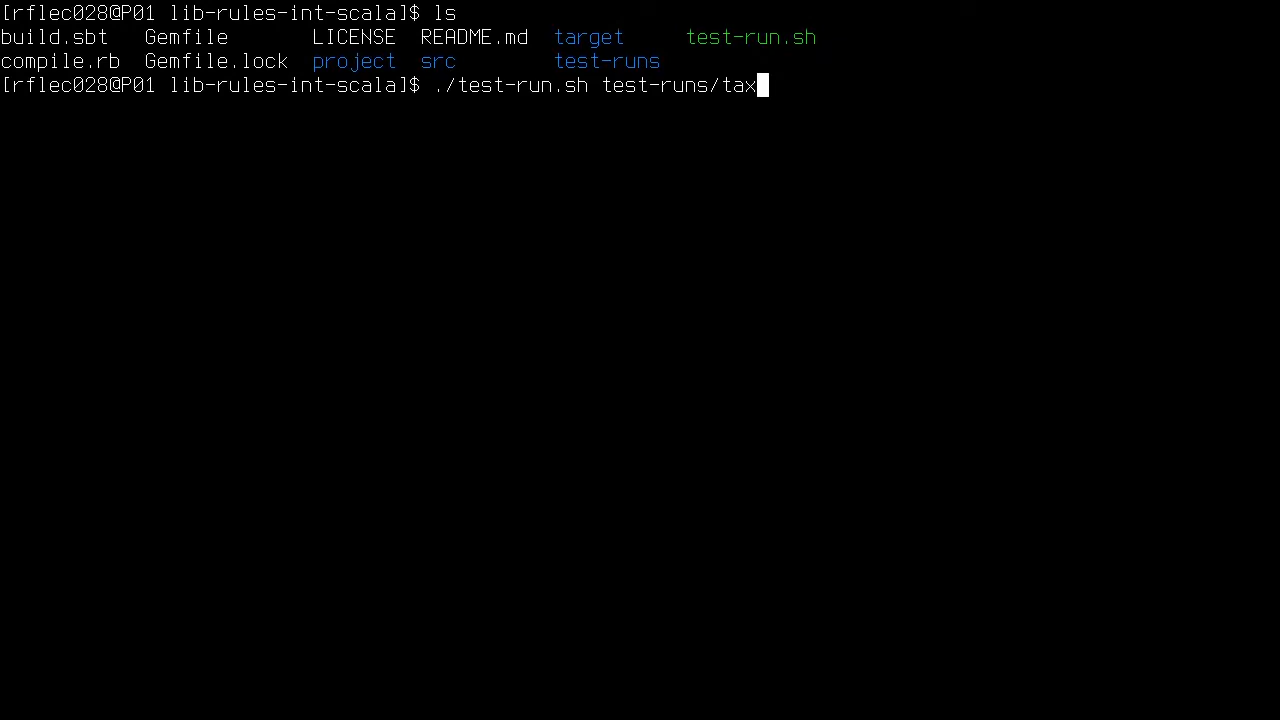 [rflec028@P01 lib-rules-int-scala]$ ls
build.sbt   Gemfile       LICENSE  README.md  target     test-run.sh
compile.rb  Gemfile.lock  project  src        test-runs
[rflec028@P01 lib-rules-int-scala]$ ./test-run.sh test-runs/tax